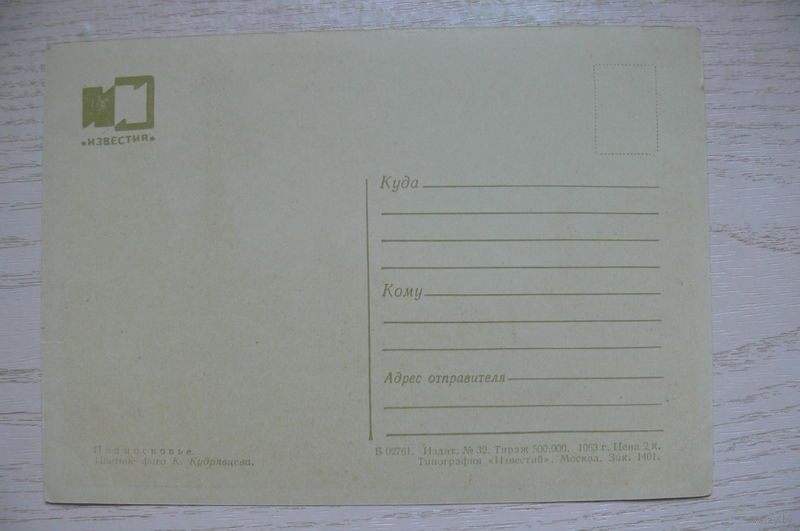 •ИЗВЕСТИЯ•
Куда
Кому
Адрес отправителя
Подмосковье.
Цветное фото К. Кудрявцева.
Б 02761. Издат. № 32. Тираж 500.000. 1963 г. Цена 2 к.
Типография «Известий». Москва. Зак. 1401.